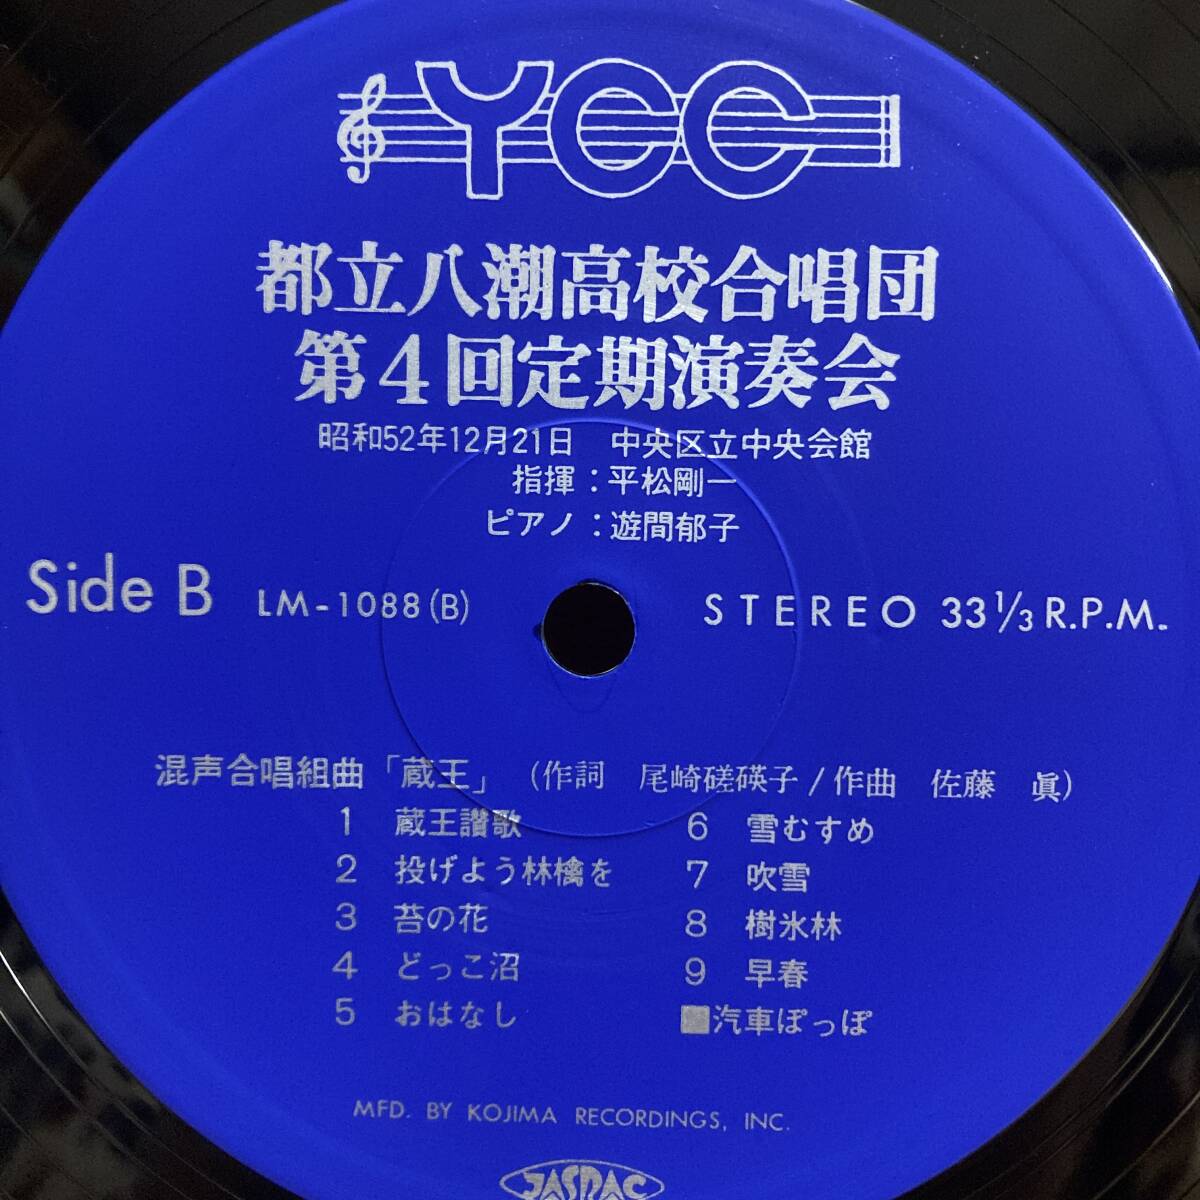 YCC
都立八潮高校合唱団
第4回定期演奏会
昭和52年12月21日 中央区立中央会館
指揮:平松剛一
ピアノ:遊間郁子
Side B LM-1088(B) STEREO 33 1/3 R.P.M.
混声合唱組曲「蔵王」 (作詞 尾崎磋瑛子/作曲 佐藤 眞)
1 蔵王讃歌
2 投げよう林檎を
3 苔の花
4 どっこ沼
5 おはなし
6 雪むすめ
7 吹雪
8 樹氷林
9 早春
■汽車ぽっぽ
MFD. BY KOJIMA RECORDINGS, INC.
JASRAC